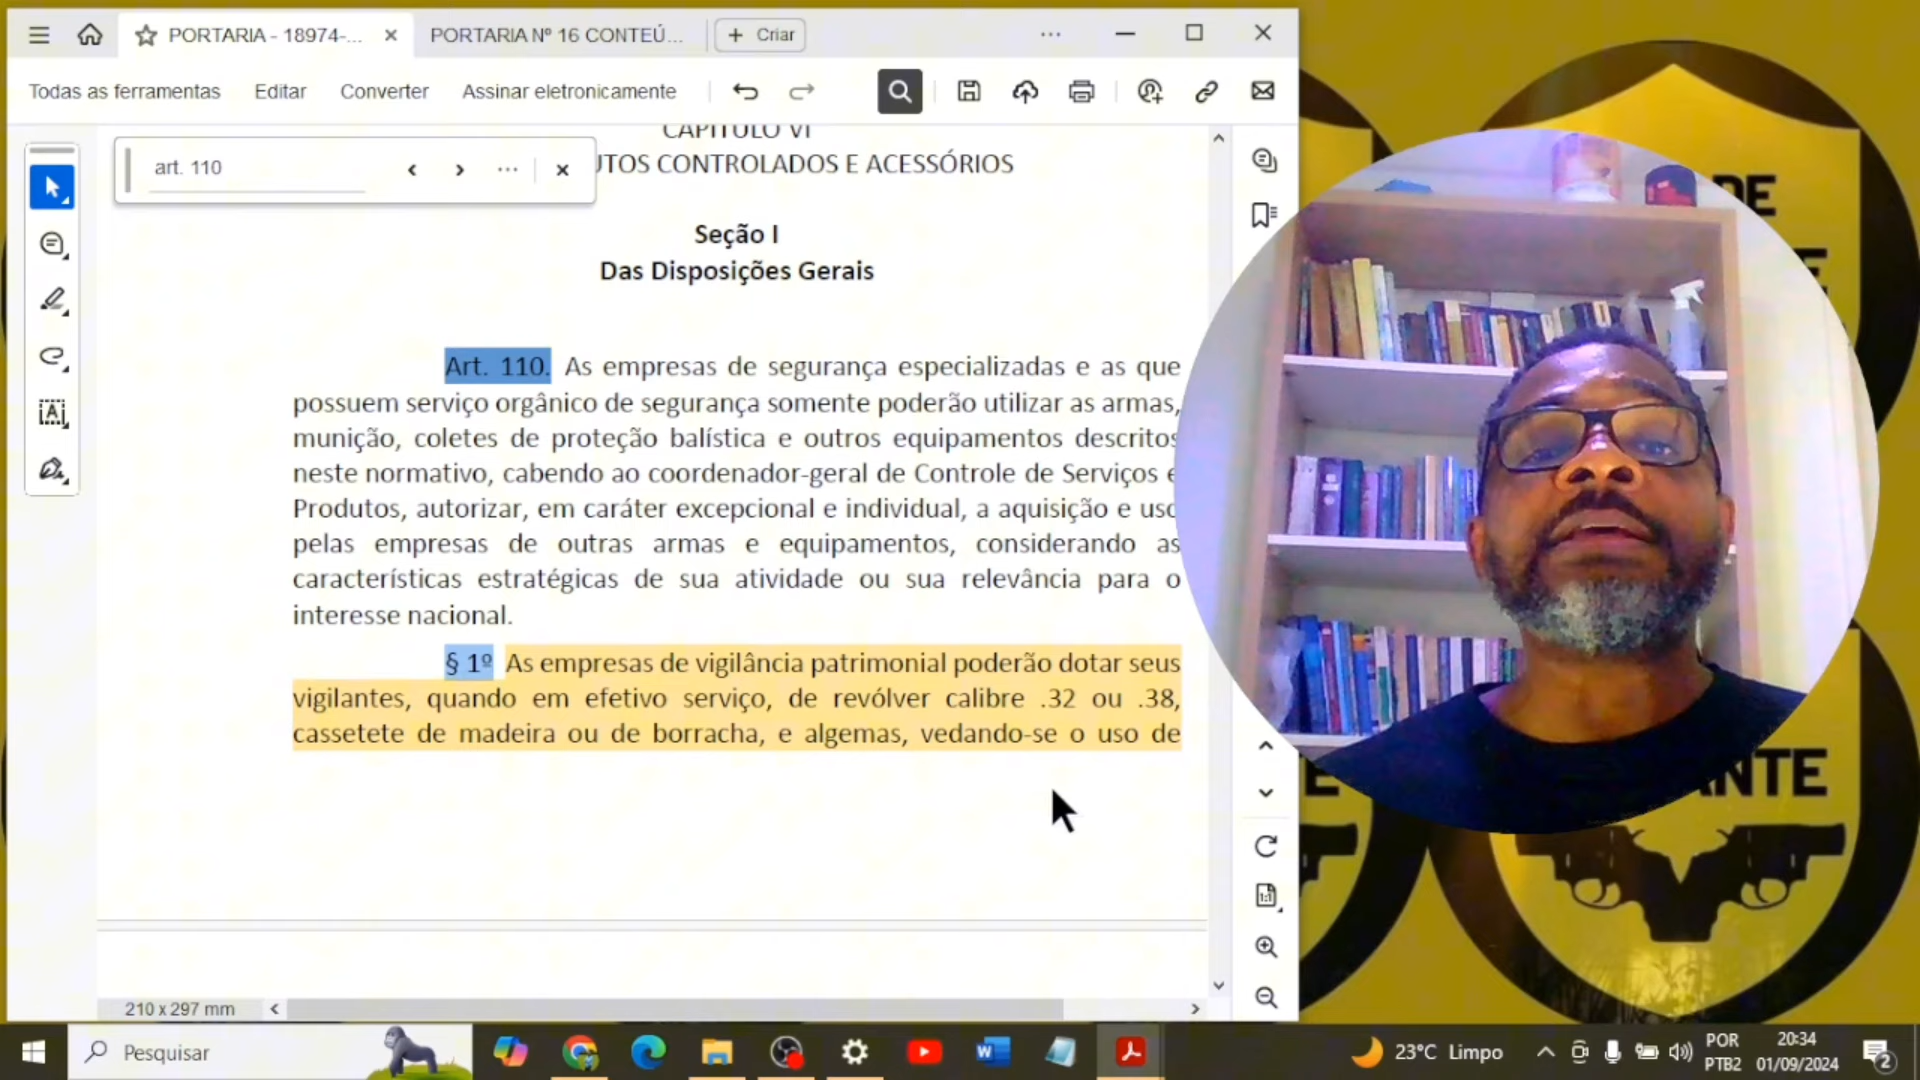 PORTARIA - 18974-...
PORTARIA Nº 16 CONTEÚ...
Criar
Todas as ferramentas
Editar
Converter
Assinar eletronicamente
CAPÍTULO VI
UTOS CONTROLADOS E ACESSÓRIOS
art. 110
Seção I
Das Disposições Gerais
Art. 110. As empresas de segurança especializadas e as que
possuem serviço orgânico de segurança somente poderão utilizar as armas,
munição, coletes de proteção balística e outros equipamentos descritos
neste normativo, cabendo ao coordenador-geral de Controle de Serviços e
Produtos, autorizar, em caráter excepcional e individual, a aquisição e uso
pelas empresas de outras armas e equipamentos, considerando as
características estratégicas de sua atividade ou sua relevância para o
interesse nacional.
§ 1º As empresas de vigilância patrimonial poderão dotar seus
vigilantes, quando em efetivo serviço, de revólver calibre .32 ou .38,
cassetete de madeira ou de borracha, e algemas, vedando-se o uso de
210 x 297 mm
DE
E
ANTE
Pesquisar
23°C Limpo
POR
PTB2
20:34
01/09/2024
2